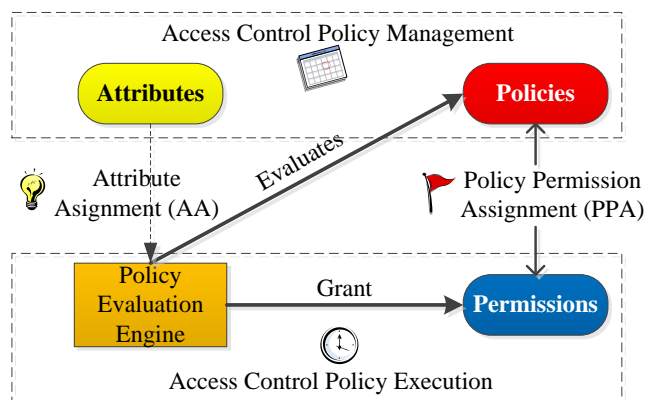 Access Control Policy Management
Attributes
Policies
Evaluates
Attribute
Asignment (AA)
Policy Permission
Assignment (PPA)
Policy
Evaluation
Engine
Grant
Permissions
Access Control Policy Execution